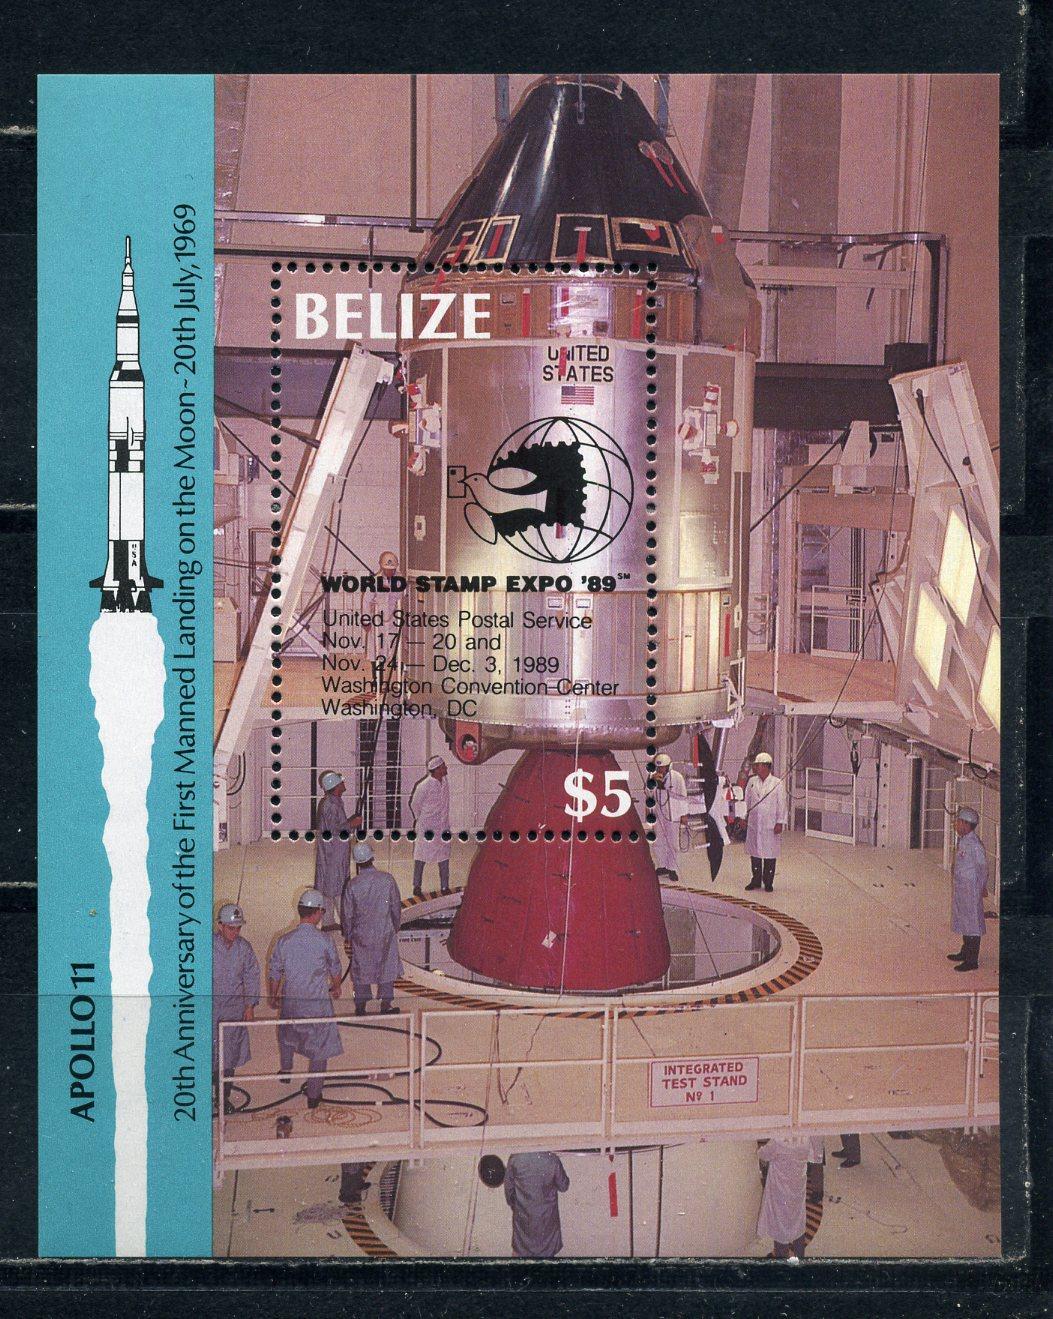 APOLLO 11
20th Anniversary of the First Manned Landing on the Moon~20th July, 1969
USA
BELIZE
UNITED
STATES
WORLD STAMP EXPO '89℠
United States Postal Service
Nov. 17 — 20 and
Nov. 24 — Dec. 3, 1989
Washington Convention Center
Washington, DC
$5
INTEGRATED
TEST STAND
Nº 1